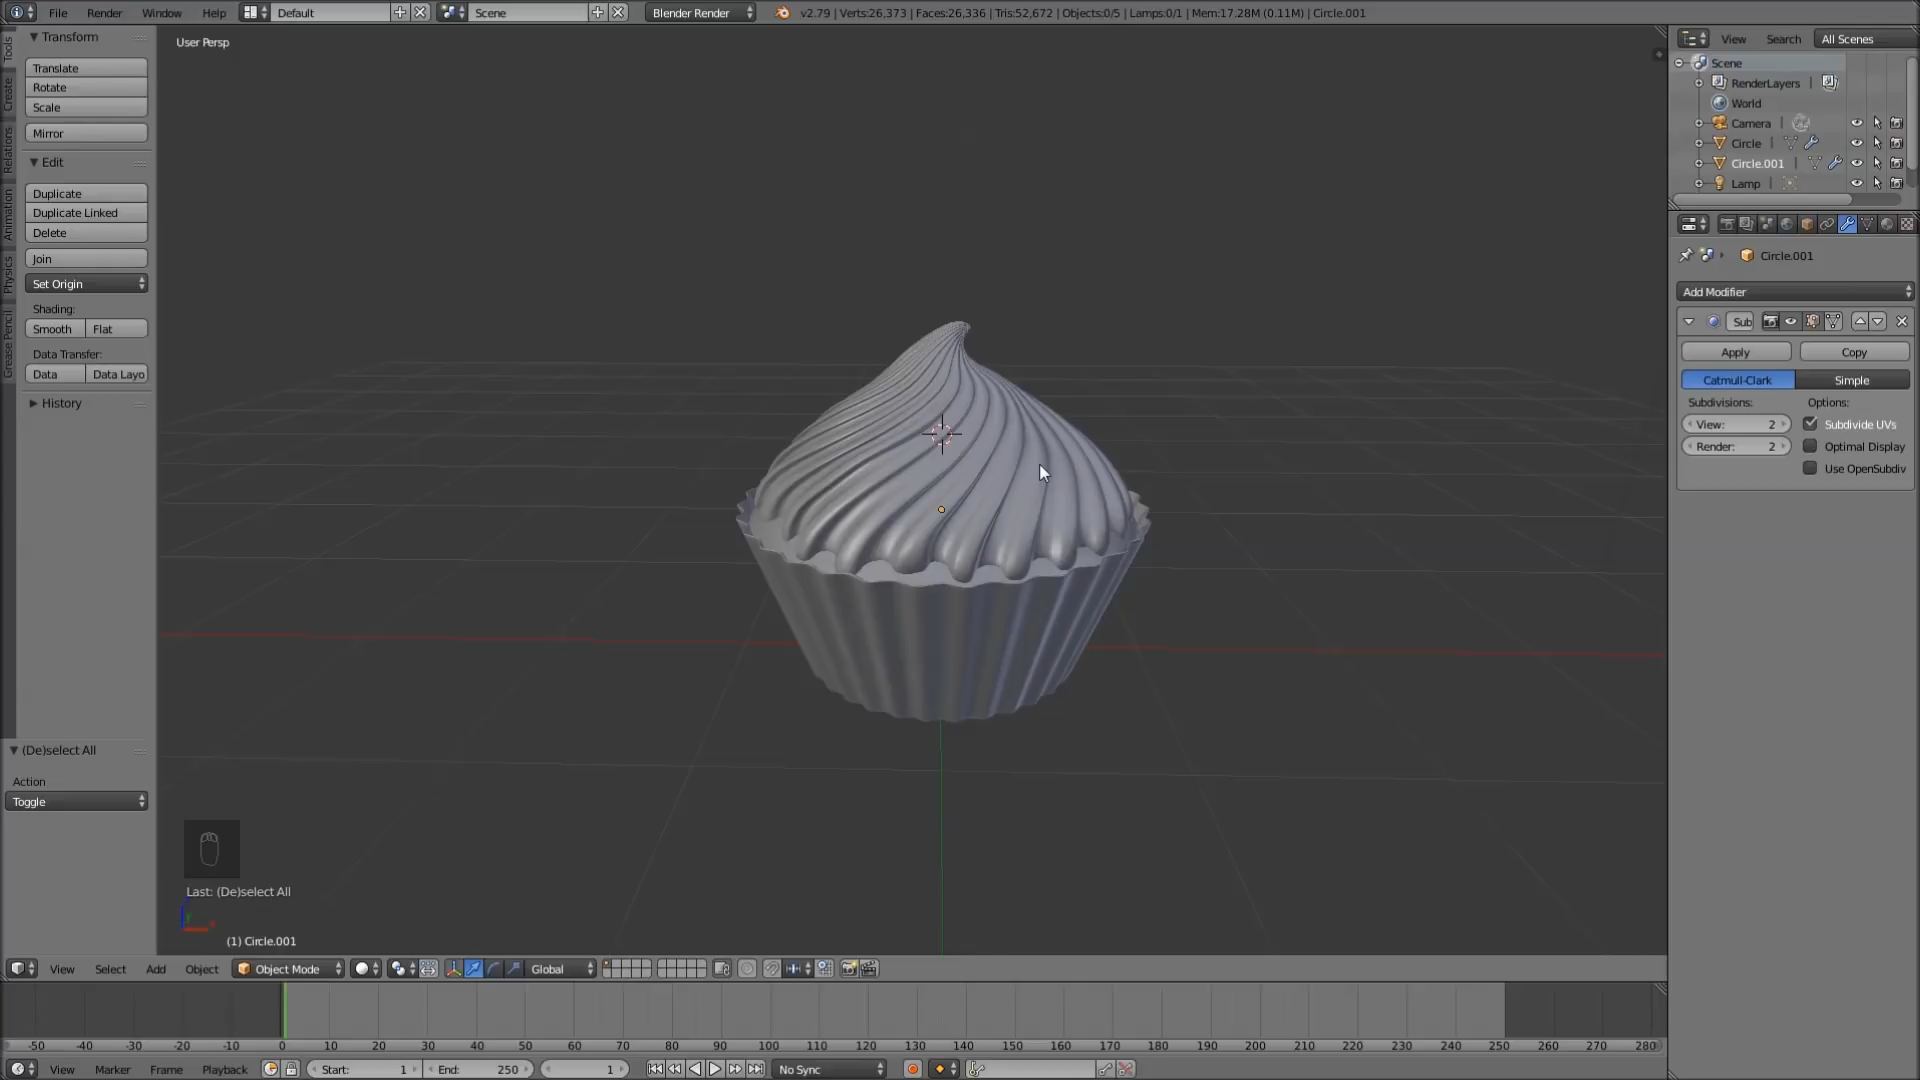 File Render Window Help Default Scene Blender Render v2.79 | Verts:26,373 | Faces:26,336 | Tris:52,672 | Objects:0/5 | Lamps:0/1 | Mem:17.28M (0.11M) | Circle.001
Tools
Create
Relations
Animation
Physics
Grease Pencil
Transform
Translate
Rotate
Scale
Mirror
Edit
Duplicate
Duplicate Linked
Delete
Join
Set Origin
Shading:
Smooth Flat
Data Transfer:
Data Data Layo
History
(De)select All
Action
Toggle
User Persp
Last: (De)select All
(1) Circle.001
View Search All Scenes
Scene
RenderLayers |
World
Camera |
Circle |
Circle.001 |
Lamp |
Circle.001
Add Modifier
Sub
Apply Copy
Catmull-Clark Simple
Subdivisions: Options:
View: 2 Subdivide UVs
Render: 2 Optimal Display
Use OpenSubdiv
View Select Add Object Object Mode Global
-50 -40 -30 -20 -10 0 10 20 30 40 50 60 70 80 90 100 110 120 130 140 150 160 170 180 190 200 210 220 230 240 250 260 270 280
View Marker Frame Playback Start: 1 End: 250 1 No Sync